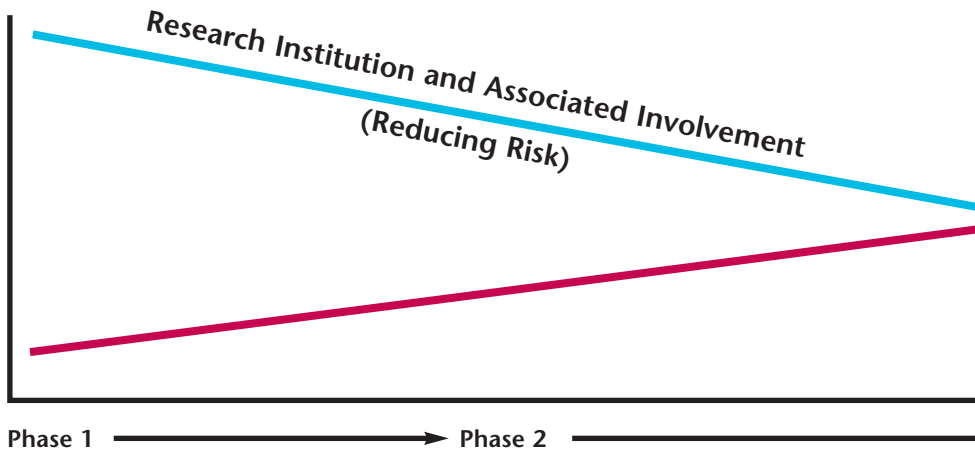 Research Institution and Associated Involvement
(Reducing Risk)
Phase 1 Phase 2